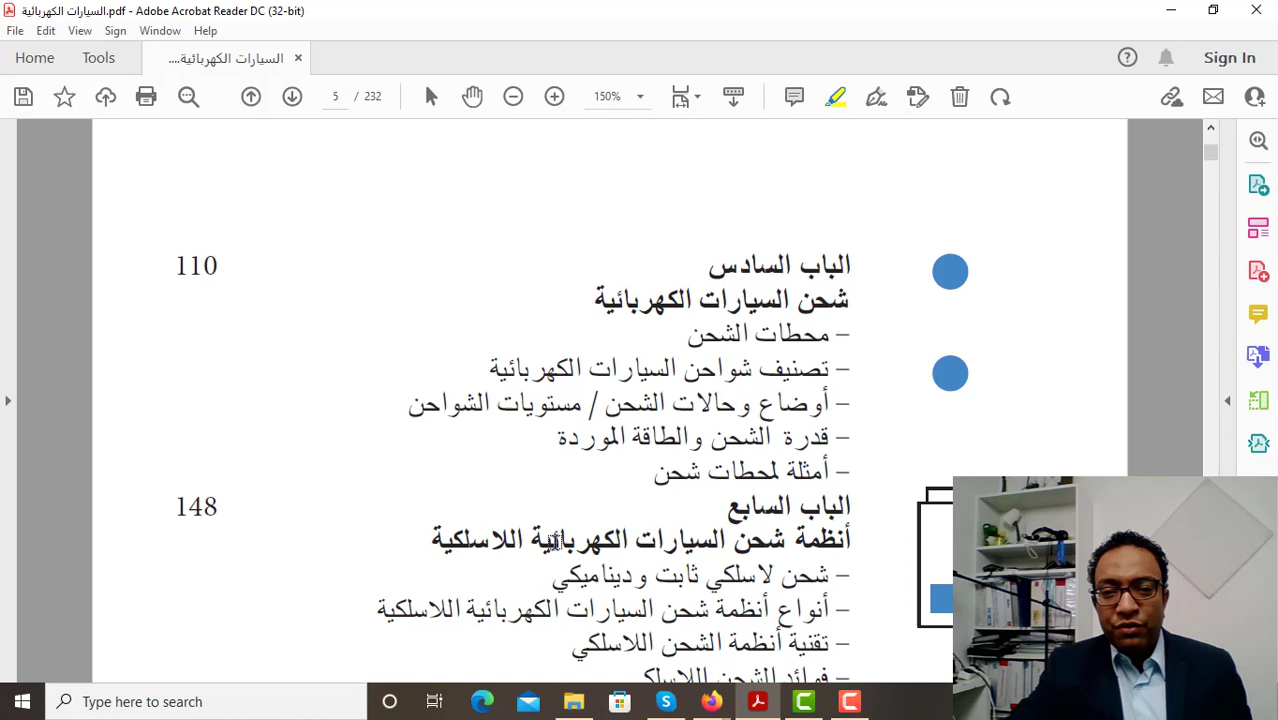 السيارات الكهربائية.pdf - Adobe Acrobat Reader DC (32-bit)
File Edit View Sign Window Help
Home Tools السيارات الكهربائية.... × Sign In
5 / 232 150%
الباب السادس 110
شحن السيارات الكهربائية
– محطات الشحن
– تصنيف شواحن السيارات الكهربائية
– أوضاع وحالات الشحن / مستويات الشواحن
– قدرة الشحن والطاقة الموردة
– أمثلة لمحطات شحن
الباب السابع 148
أنظمة شحن السيارات الكهربائية اللاسلكية
– شحن لاسلكي ثابت وديناميكي
– أنواع أنظمة شحن السيارات الكهربائية اللاسلكية
– تقنية أنظمة الشحن اللاسلكي
– فوائد الشحن اللاسلكي
Type here to search